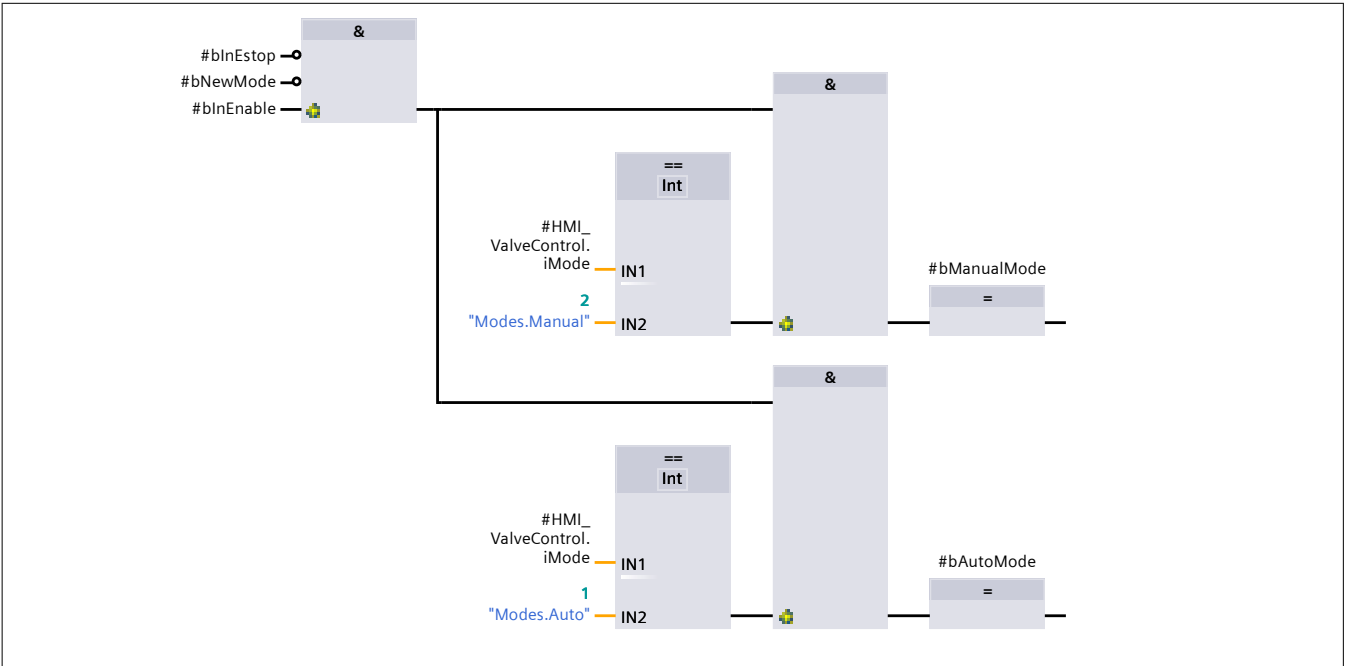 &
#bInEstop
#bNewMode
#bInEnable
&
==
Int
#HMI_
ValveControl.
iMode
IN1
2
"Modes.Manual"
IN2
#bManualMode
=
&
==
Int
#HMI_
ValveControl.
iMode
IN1
1
"Modes.Auto"
IN2
#bAutoMode
=